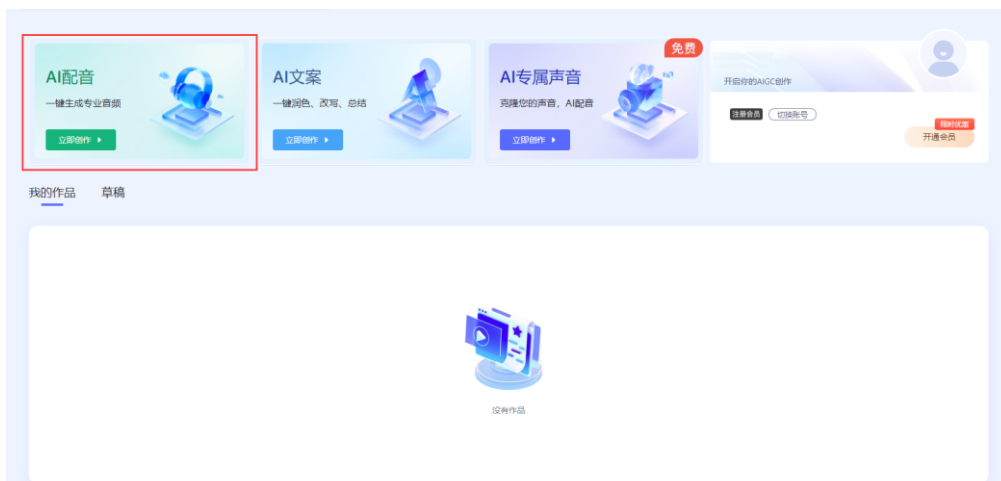 AI配音
一键生成专业音频
立即创作
AI文案
一键润色、改写、总结
立即创作
免费
AI专属声音
克隆您的声音，AI配音
立即创作
开启你的AIGC创作
注册会员 切换账号
限时优惠
开通会员
我的作品 草稿
没有作品